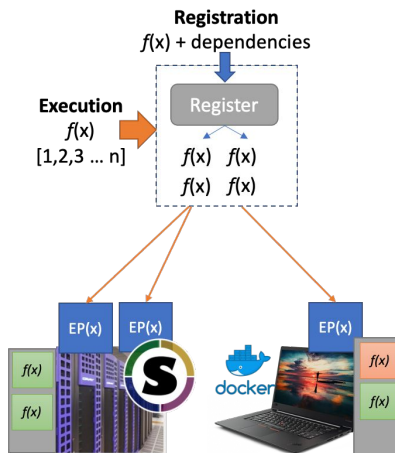 Registration
f(x) + dependencies
Register
Execution
f(x)
[1,2,3 ... n]
f(x) f(x)
f(x) f(x)
EP(x) EP(x) EP(x)
f(x)
f(x)
S
docker
f(x)
f(x)